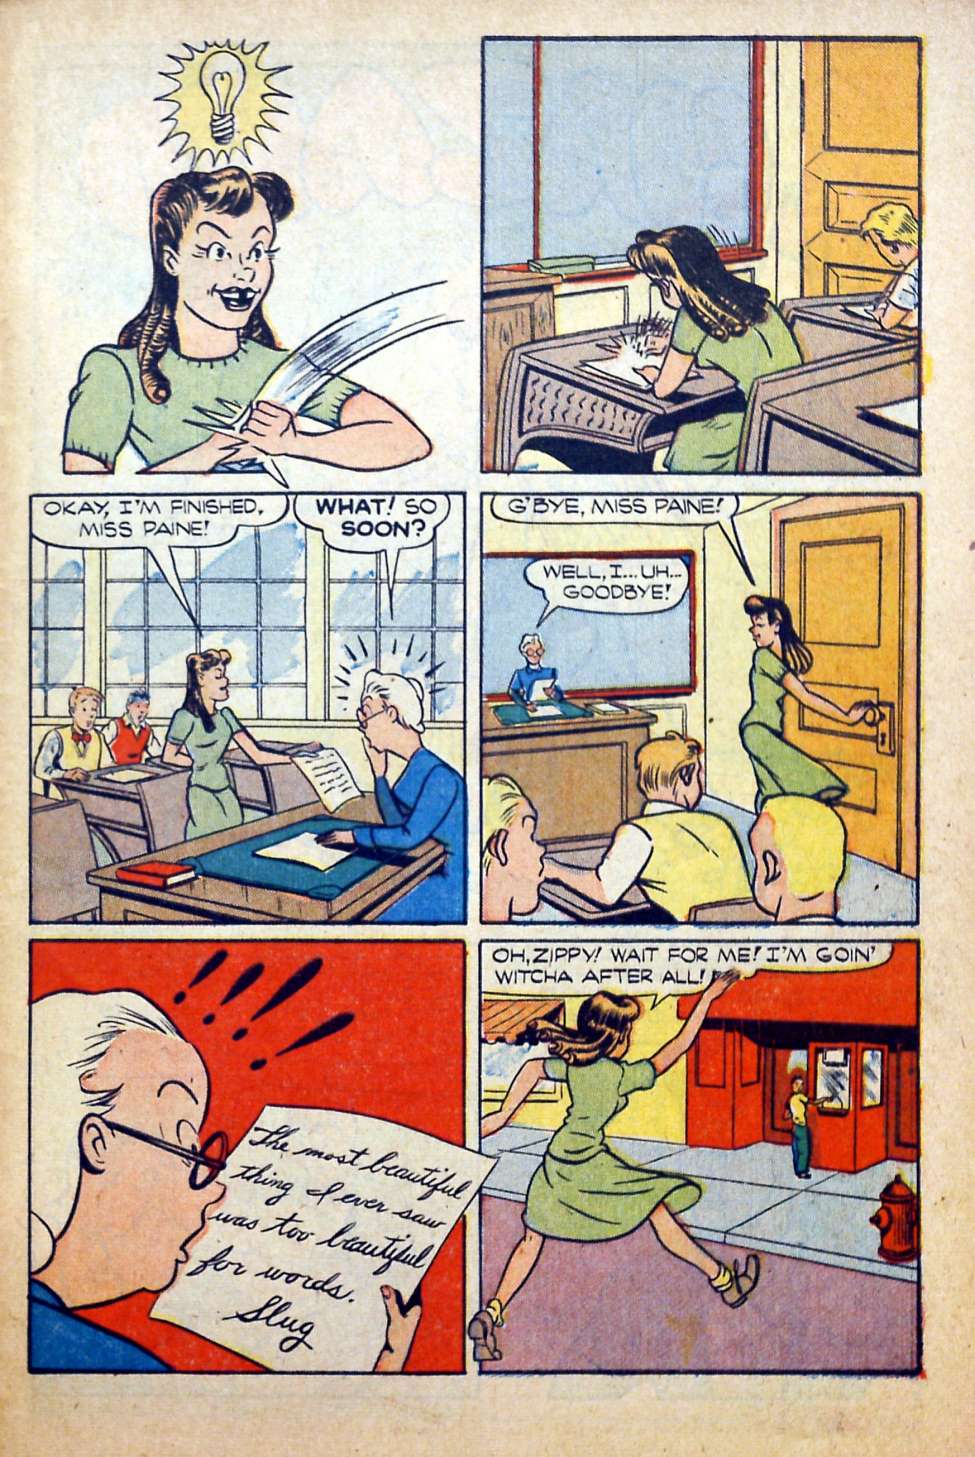 OKAY, I'M FINISHED,
MISS PAINE!
WHAT! SO
SOON?
G'BYE, MISS PAINE!
WELL, I... UH...
GOODBYE!
The most beautiful
thing I ever saw
was too beautiful
for words.
Slug
OH, ZIPPY! WAIT FOR ME! I'M GOIN'
WITCHA AFTER ALL!